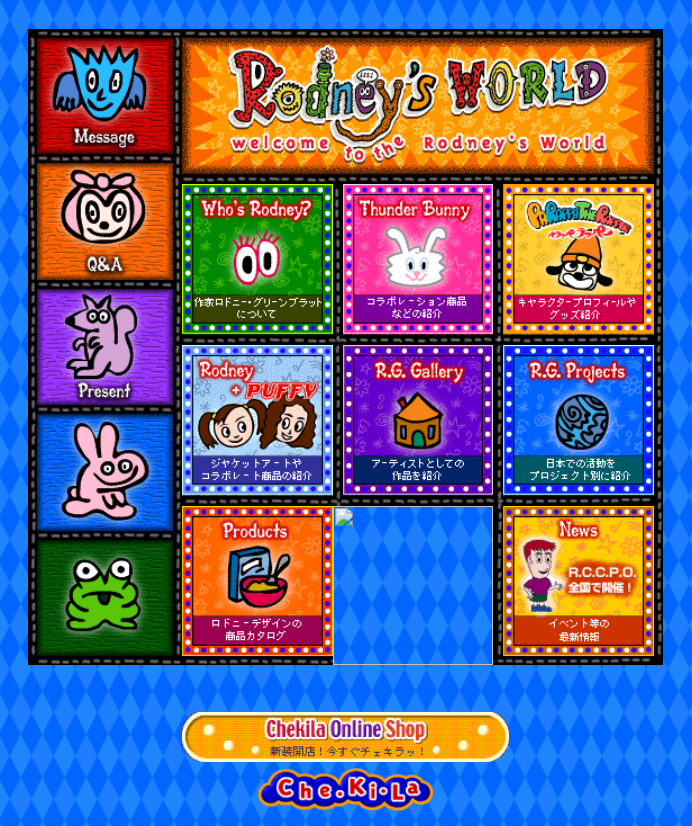 Rodney's WORLD
welcome to the Rodney's World
Message
Q&A
Present
Who's Rodney?
作家ロドニー・グリーンブラット
について
Thunder Bunny
コラボレーション商品
などの紹介
PARAPPA THE RAPPER
キャラクタープロフィールや
グッズ紹介
Rodney
+ PUFFY
ジャケットアートや
コラボレート商品の紹介
R.G. Gallery
アーティストとしての
作品を紹介
R.G. Projects
日本での活動を
プロジェクト別に紹介
Products
ロドニーデザインの
商品カタログ
News
R.C.C.P.O.
全国で開催!
イベント等の
最新情報
Chekila Online Shop
新装開店!今すぐチェキラッ!
Che.Ki.La